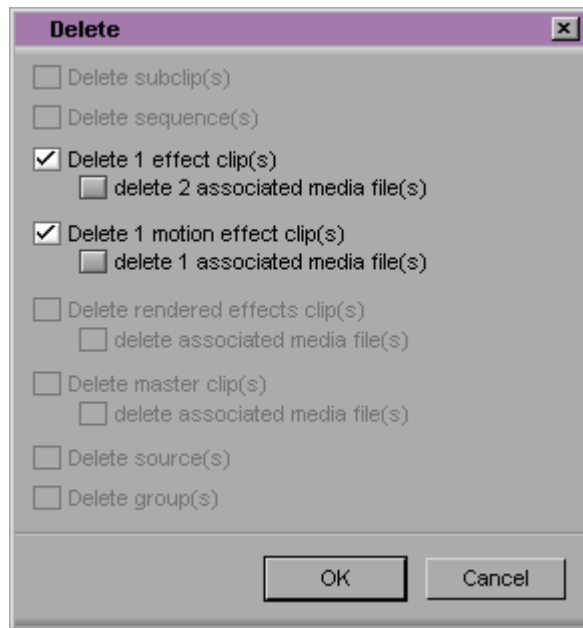 Delete
Delete subclip(s)
Delete sequence(s)
Delete 1 effect clip(s)
delete 2 associated media file(s)
Delete 1 motion effect clip(s)
delete 1 associated media file(s)
Delete rendered effects clip(s)
delete associated media file(s)
Delete master clip(s)
delete associated media file(s)
Delete source(s)
Delete group(s)
OK
Cancel